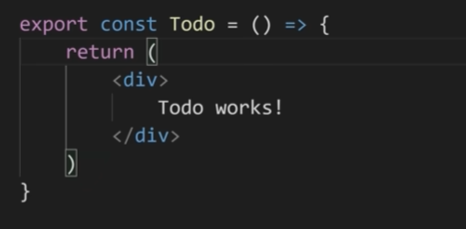 export const Todo = () => {
    return (
        <div>
            Todo works!
        </div>
    )
}